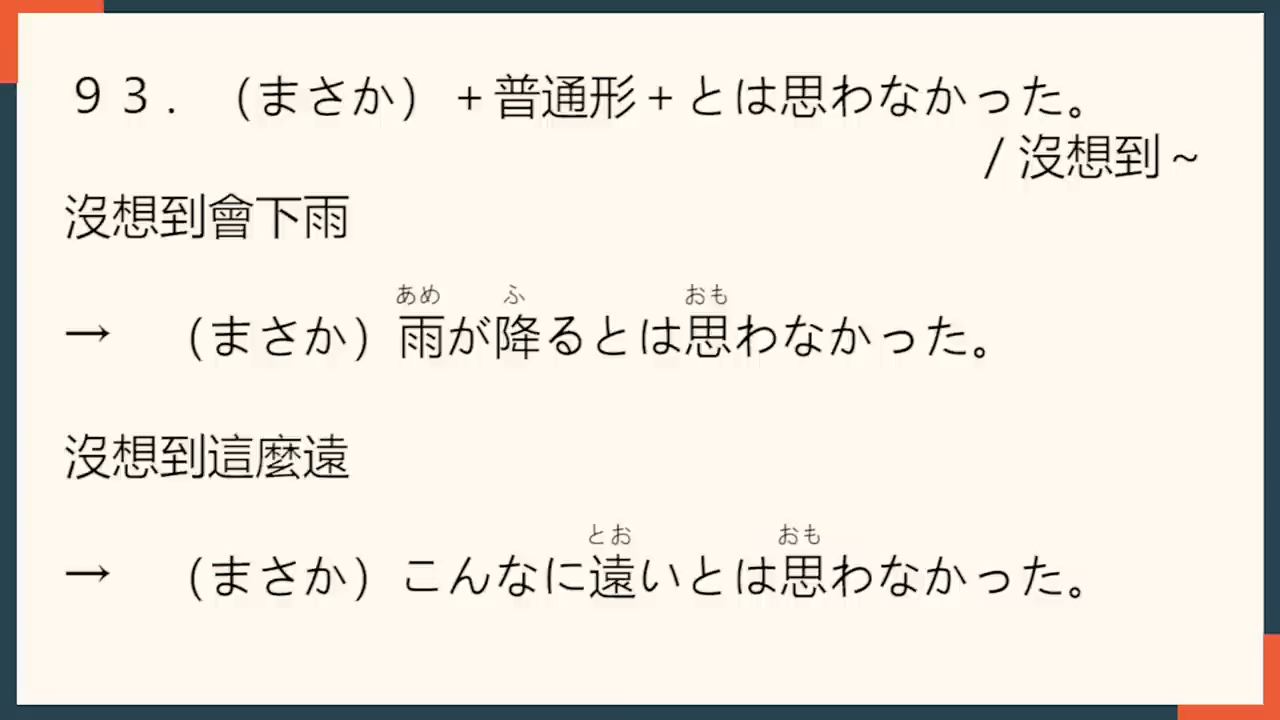 ９３．（まさか）＋普通形＋とは思わなかった。
/ 沒想到～
沒想到會下雨
あめ ふ おも
→ （まさか）雨が降るとは思わなかった。
沒想到這麼遠
とお おも
→ （まさか）こんなに遠いとは思わなかった。